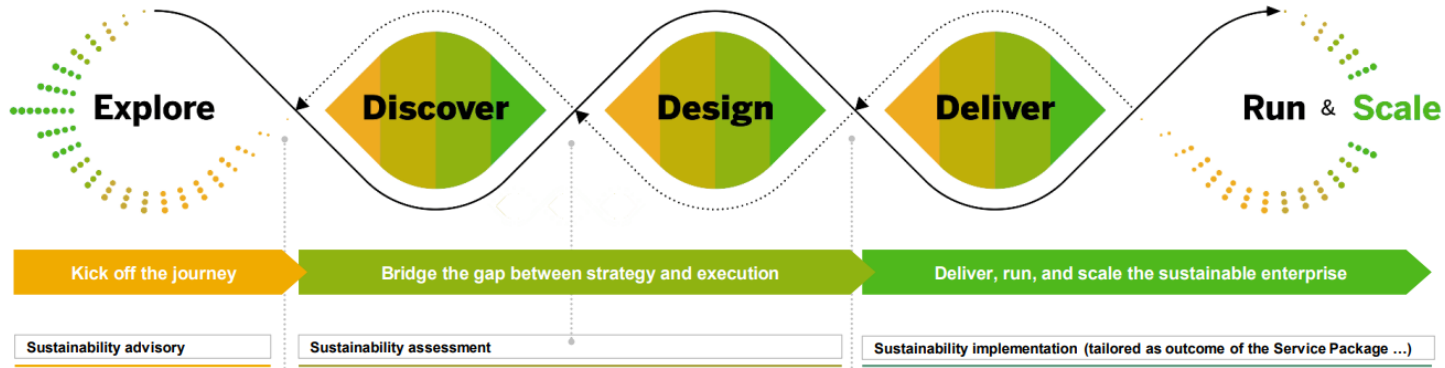 Explore
Discover
Design
Deliver
Run & Scale
Kick off the journey
Bridge the gap between strategy and execution
Deliver, run, and scale the sustainable enterprise
Sustainability advisory
Sustainability assessment
Sustainability implementation (tailored as outcome of the Service Package ...)